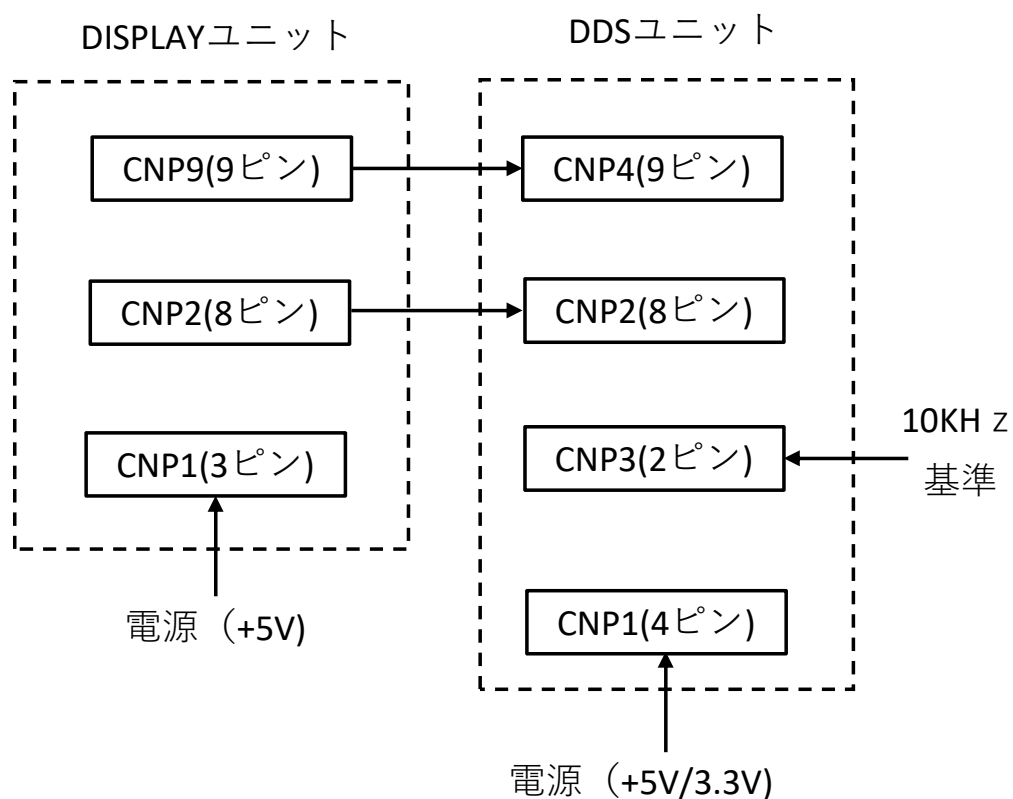 DISPLAYユニット
DDSユニット
CNP9(9ピン)
CNP4(9ピン)
CNP2(8ピン)
CNP2(8ピン)
CNP1(3ピン)
CNP3(2ピン)
10KHz
基準
電源（+5V)
CNP1(4ピン)
電源（+5V/3.3V)